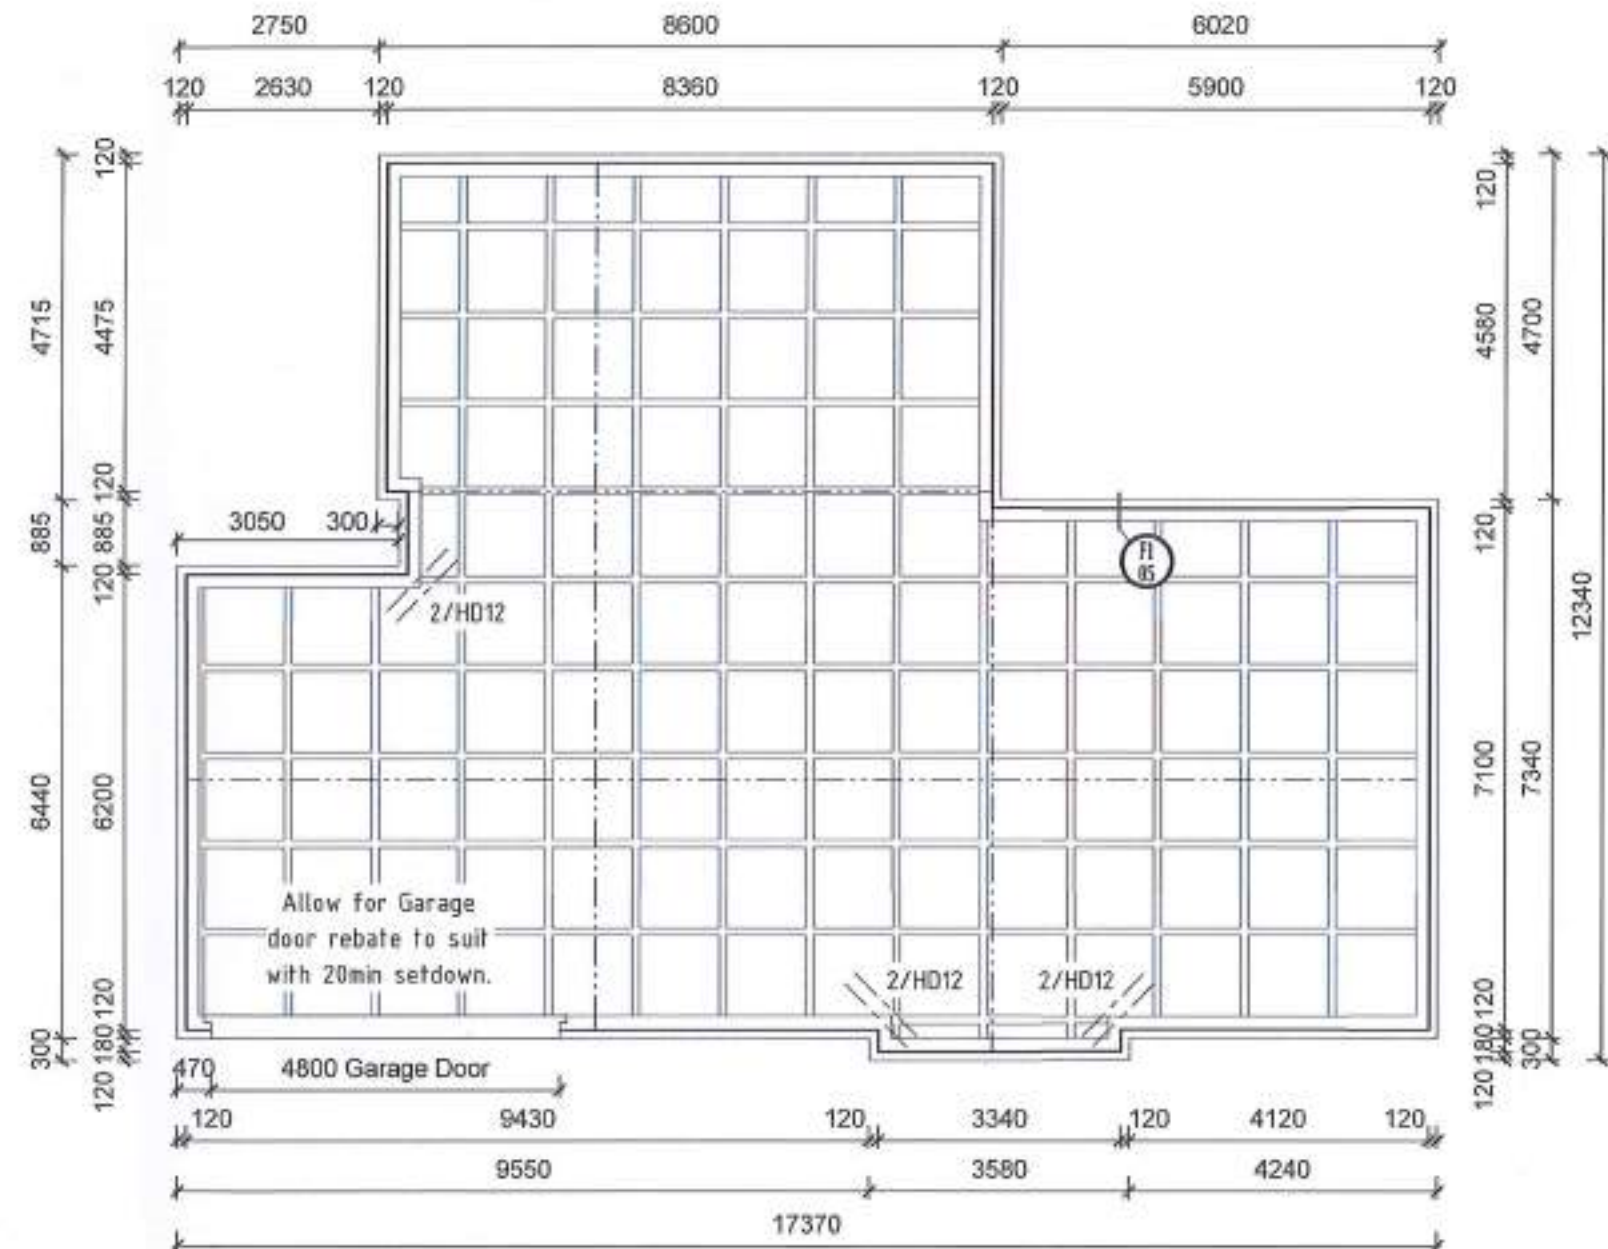 2750 8600 6020
120 2630 120 8360 120 5900 120
4715
885
6440
300
120
4475
120
885
120
6200
120
180
120
3050 300
2/HD12
F1
05
120
4580
120
7100
120
180
120
4700
7340
300
12340
Allow for Garage
door rebate to suit
with 20min setdown.
2/HD12 2/HD12
470 4800 Garage Door
120 9430 120 3340 120 4120 120
9550 3580 4240
17370